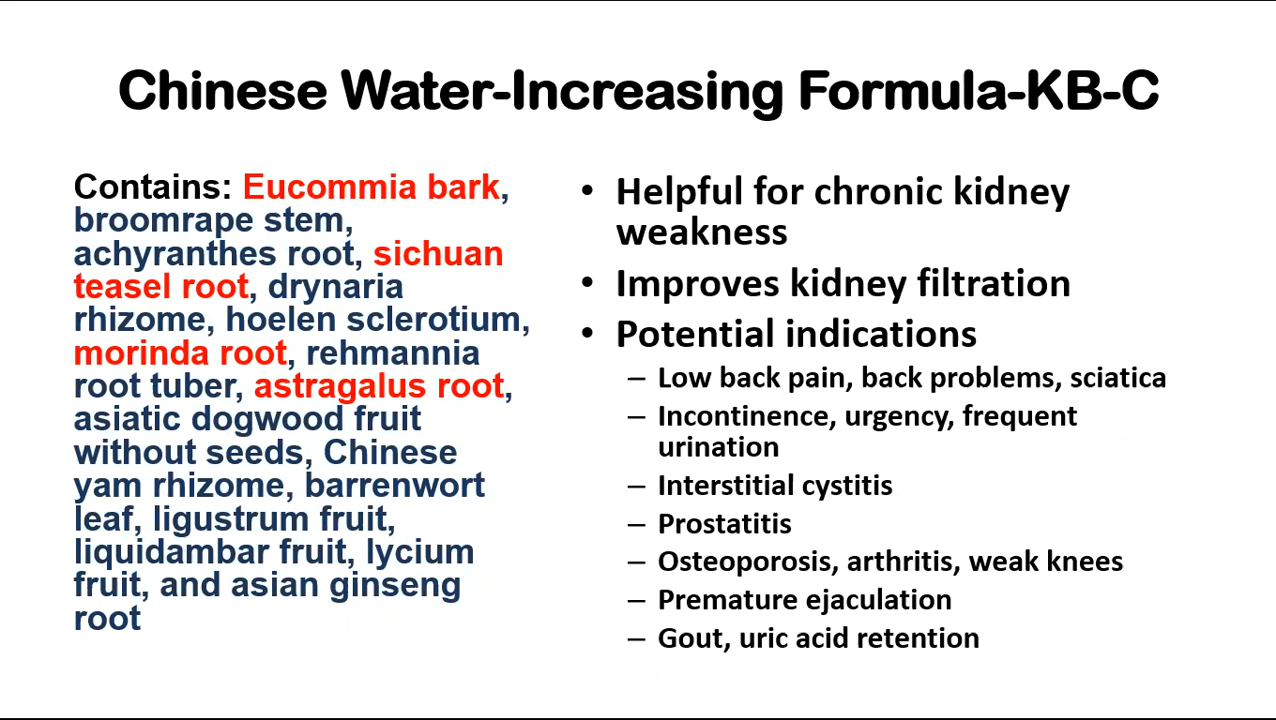 Chinese Water-Increasing Formula-KB-C
Contains: Eucommia bark,
broomrape stem,
achyranthes root, sichuan
teasel root, drynaria
rhizome, hoelen sclerotium,
morinda root, rehmannia
root tuber, astragalus root,
asiatic dogwood fruit
without seeds, Chinese
yam rhizome, barrenwort
leaf, ligustrum fruit,
liquidambar fruit, lycium
fruit, and asian ginseng
root
• Helpful for chronic kidney
weakness
• Improves kidney filtration
• Potential indications
– Low back pain, back problems, sciatica
– Incontinence, urgency, frequent
urination
– Interstitial cystitis
– Prostatitis
– Osteoporosis, arthritis, weak knees
– Premature ejaculation
– Gout, uric acid retention